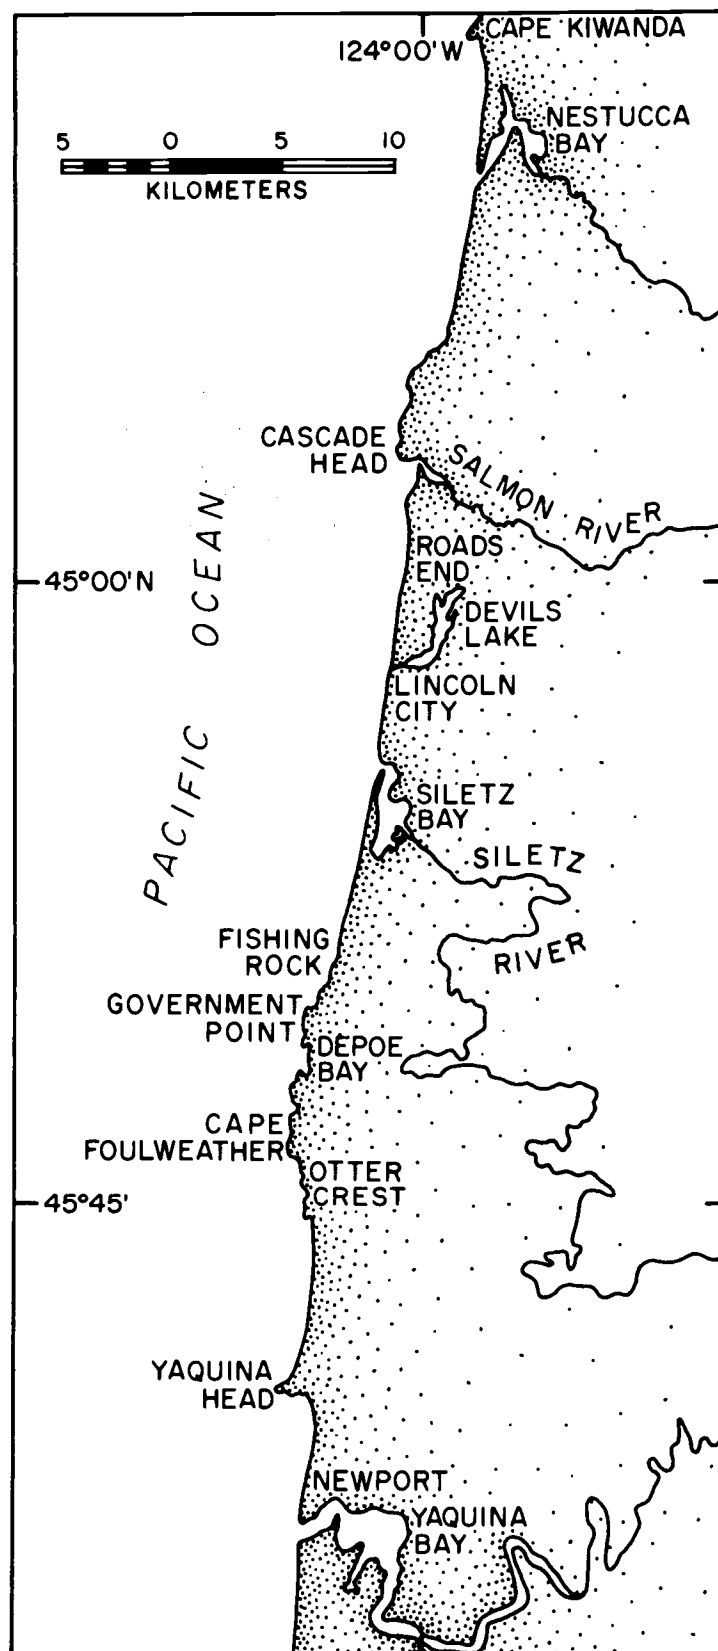 CAPE KIWANDA
124°00'W
NESTUCCA
BAY
5 0 5 10
KILOMETERS
CASCADE
HEAD
SALMON RIVER
ROADS
END
45°00'N
DEVILS
LAKE
PACIFIC OCEAN
LINCOLN
CITY
SILETZ
BAY
SILETZ
RIVER
FISHING
ROCK
GOVERNMENT
POINT
DEPOE
BAY
CAPE
FOULWEATHER
OTTER
CREST
45°45'
YAQUINA
HEAD
NEWPORT
YAQUINA
BAY